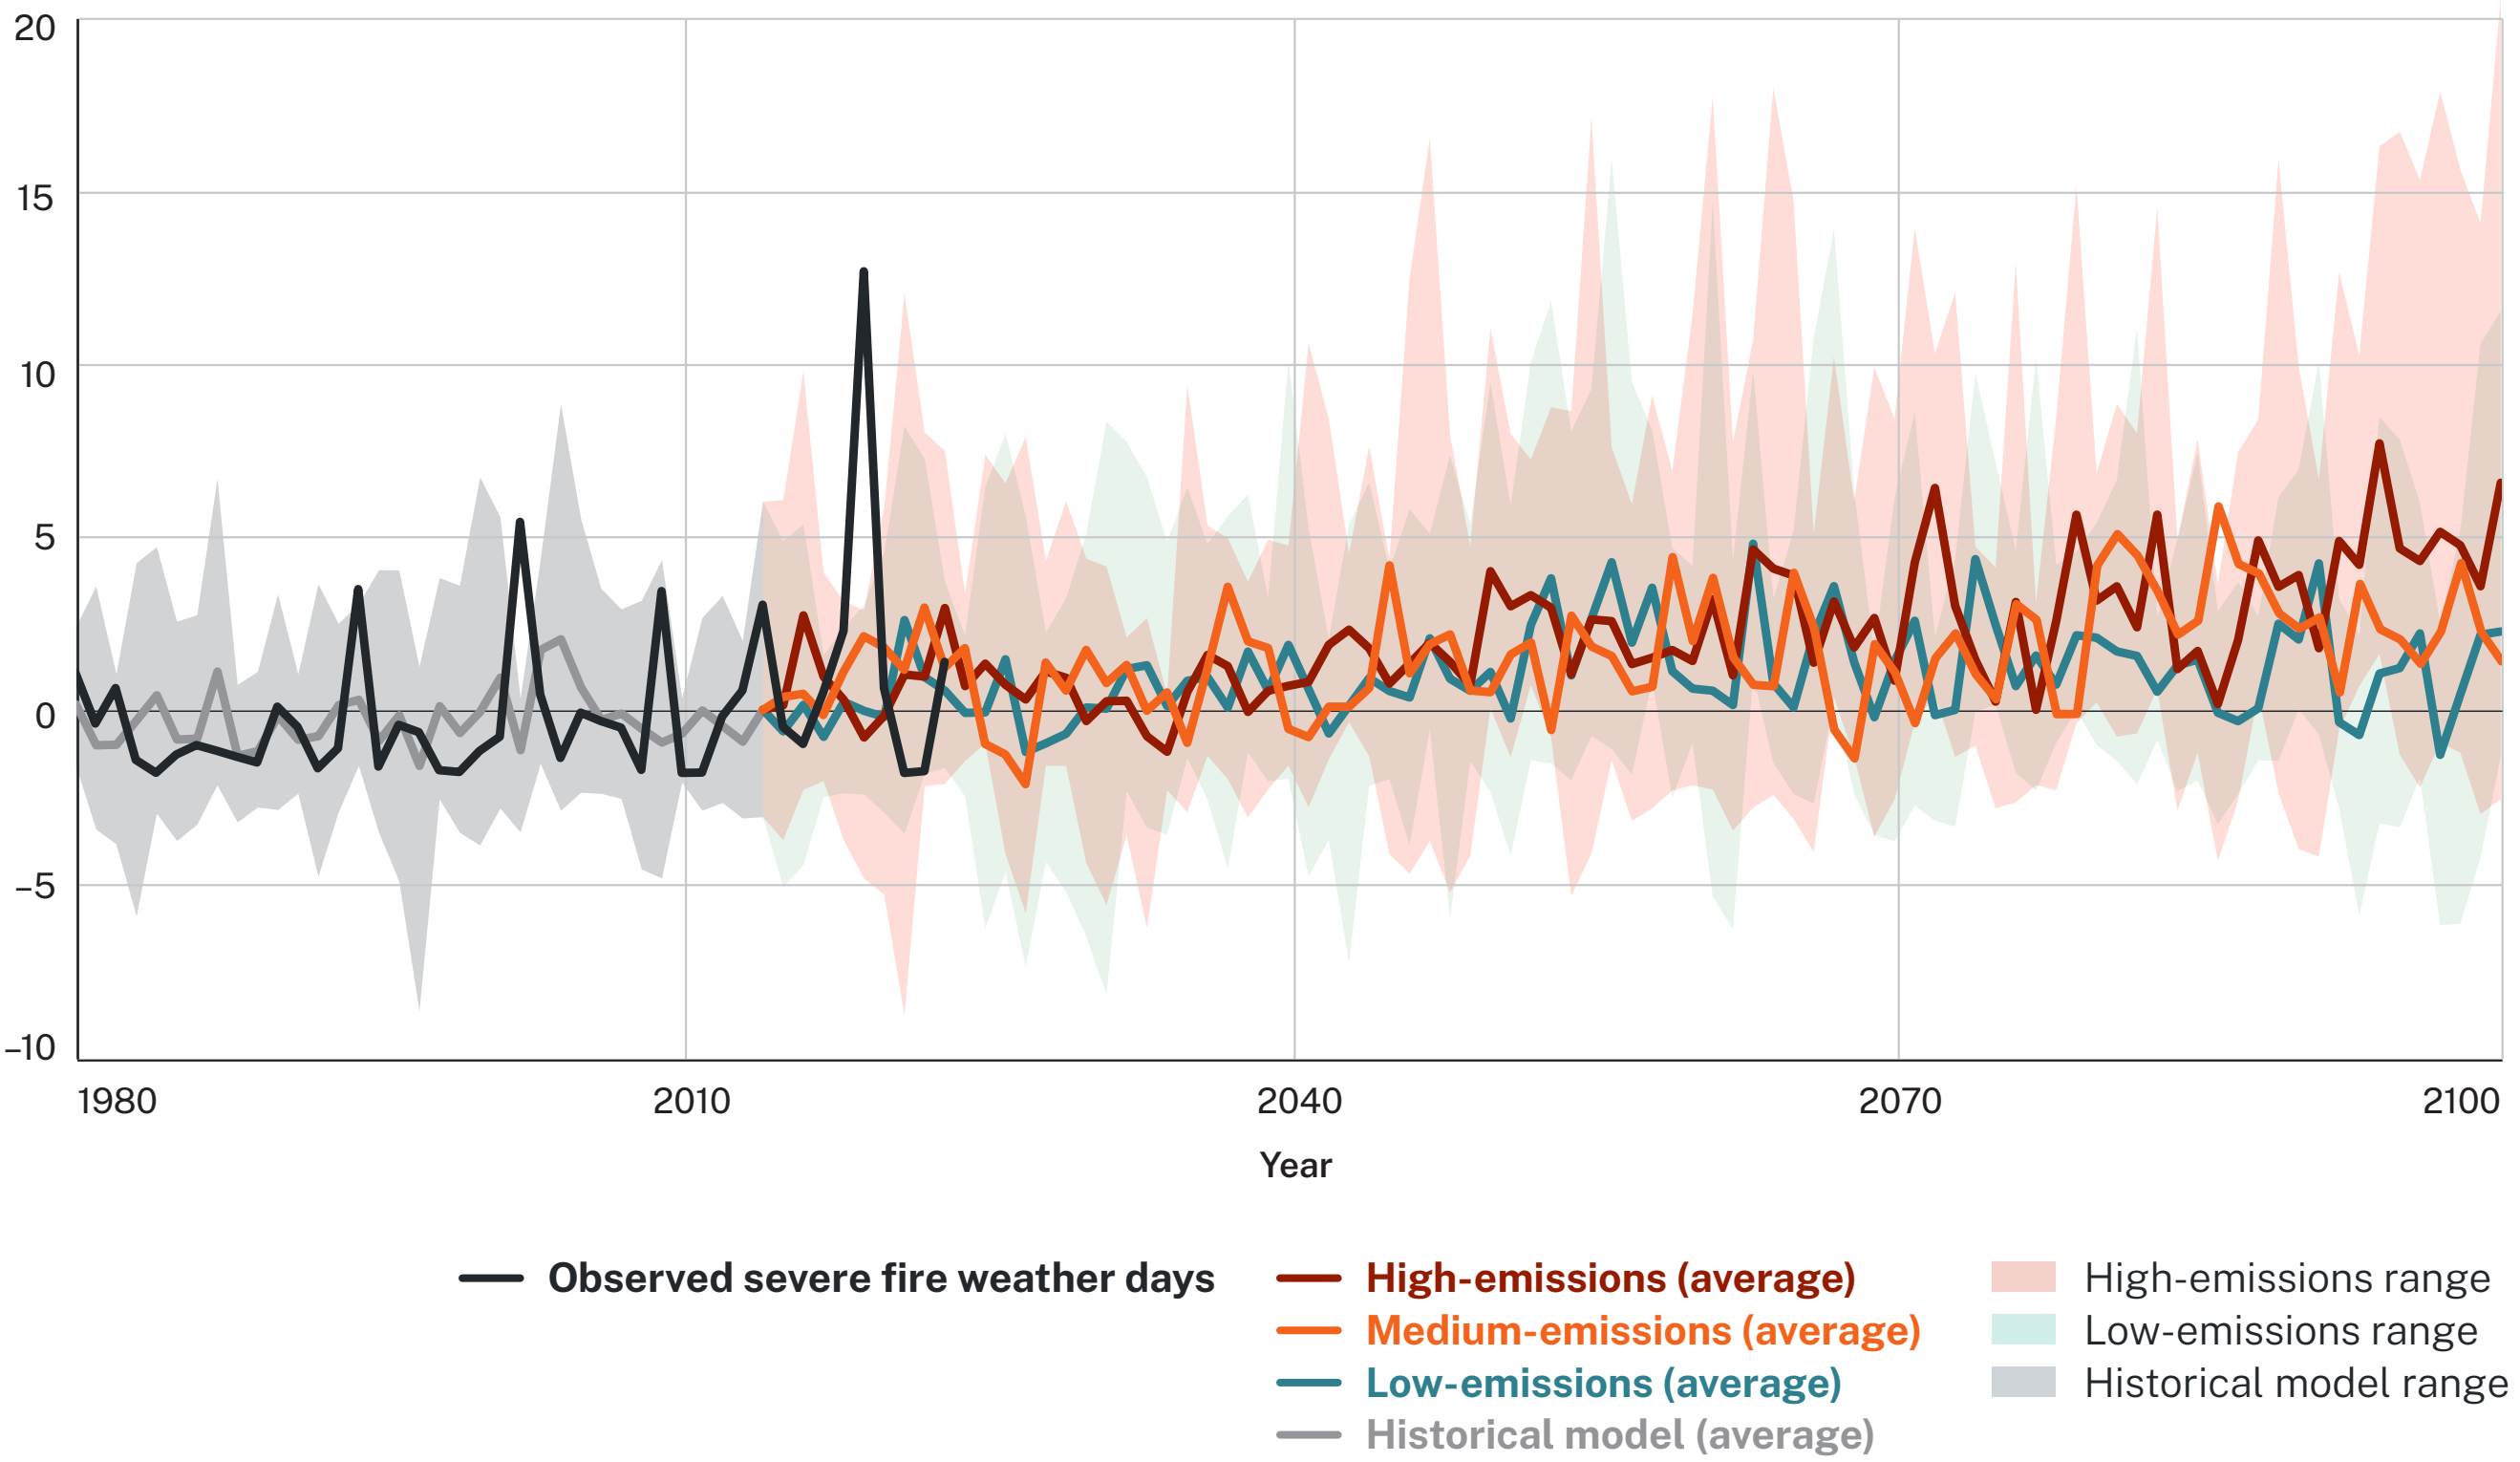 20
15
10
5
0
–5
–10
1980 2010 2040 2070 2100
Year
Observed severe fire weather days
High-emissions (average)
Medium-emissions (average)
Low-emissions (average)
Historical model (average)
High-emissions range
Low-emissions range
Historical model range